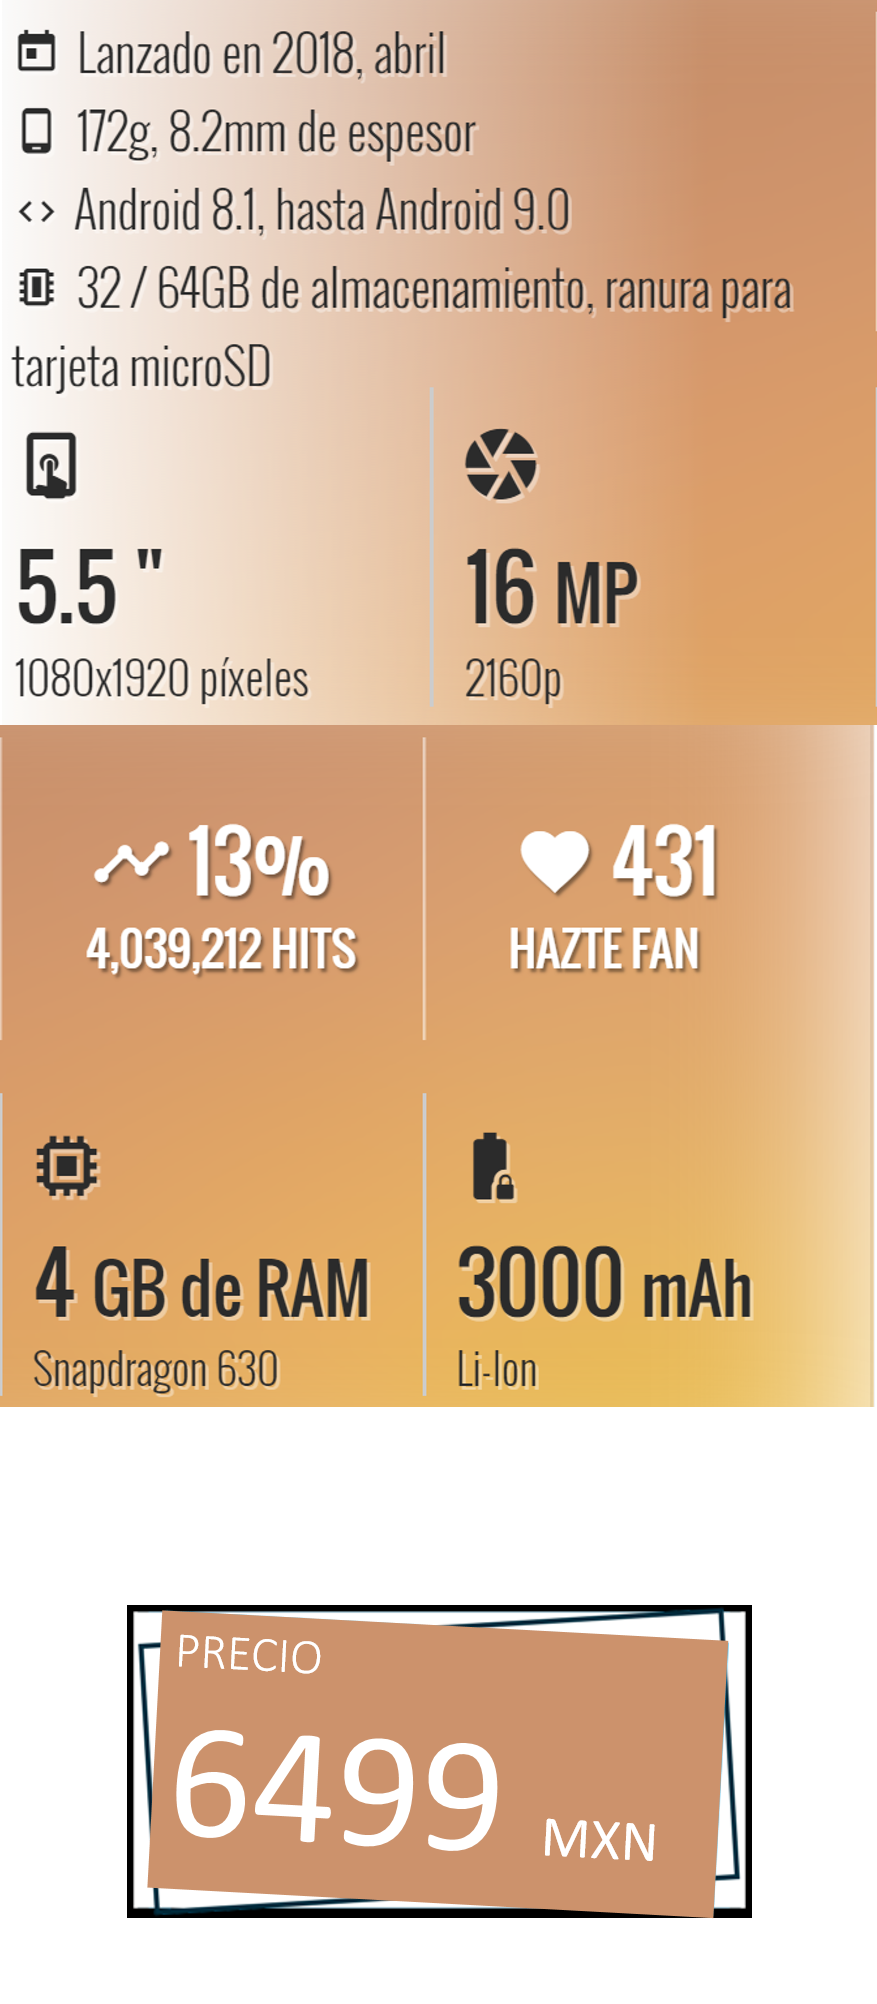 Lanzado en 2018, abril
172g, 8.2mm de espesor
Android 8.1, hasta Android 9.0
32 / 64GB de almacenamiento, ranura para
tarjeta microSD
5.5 "
1080x1920 píxeles
16 MP
2160p
13%
4,039,212 HITS
431
HAZTE FAN
4 GB de RAM
Snapdragon 630
3000 mAh
Li-Ion
PRECIO
6499 MXN